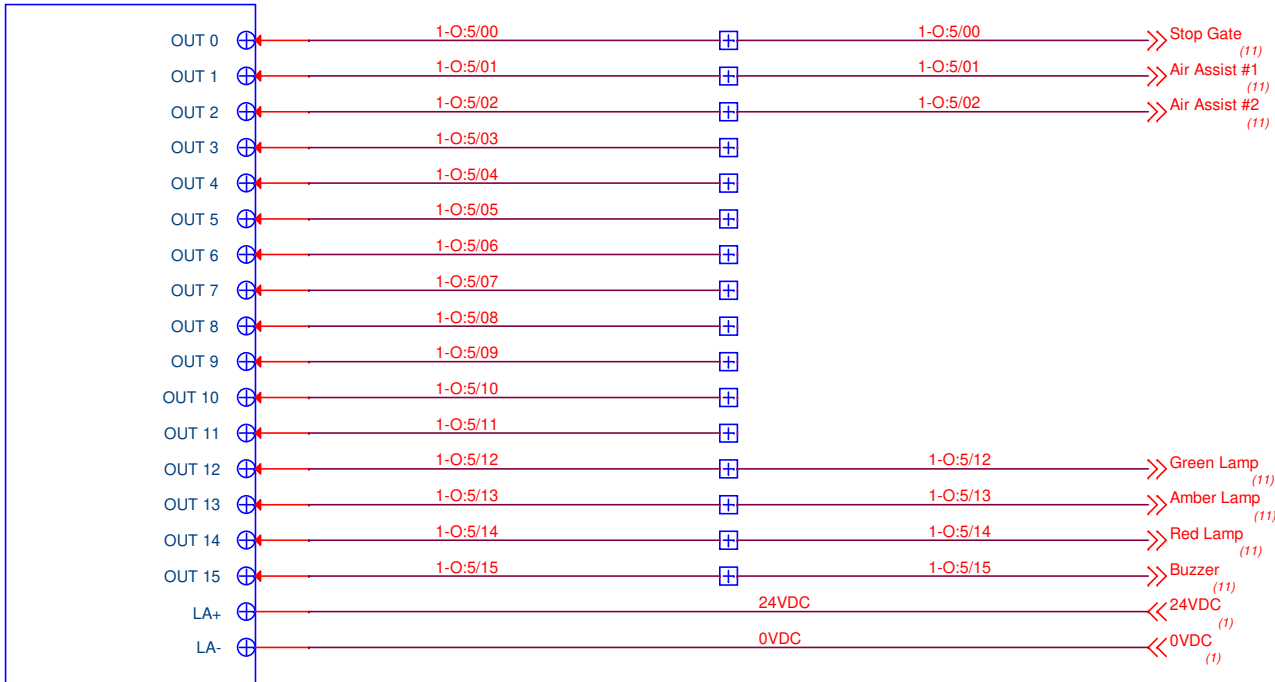 OUT 0 1-O:5/00 1-O:5/00 Stop Gate
(11)
OUT 1 1-O:5/01 1-O:5/01 Air Assist #1
(11)
OUT 2 1-O:5/02 1-O:5/02 Air Assist #2
(11)
OUT 3 1-O:5/03
OUT 4 1-O:5/04
OUT 5 1-O:5/05
OUT 6 1-O:5/06
OUT 7 1-O:5/07
OUT 8 1-O:5/08
OUT 9 1-O:5/09
OUT 10 1-O:5/10
OUT 11 1-O:5/11
OUT 12 1-O:5/12 1-O:5/12 Green Lamp
(11)
OUT 13 1-O:5/13 1-O:5/13 Amber Lamp
(11)
OUT 14 1-O:5/14 1-O:5/14 Red Lamp
(11)
OUT 15 1-O:5/15 1-O:5/15 Buzzer
(11)
LA+ 24VDC 24VDC
(1)
LA- 0VDC 0VDC
(1)